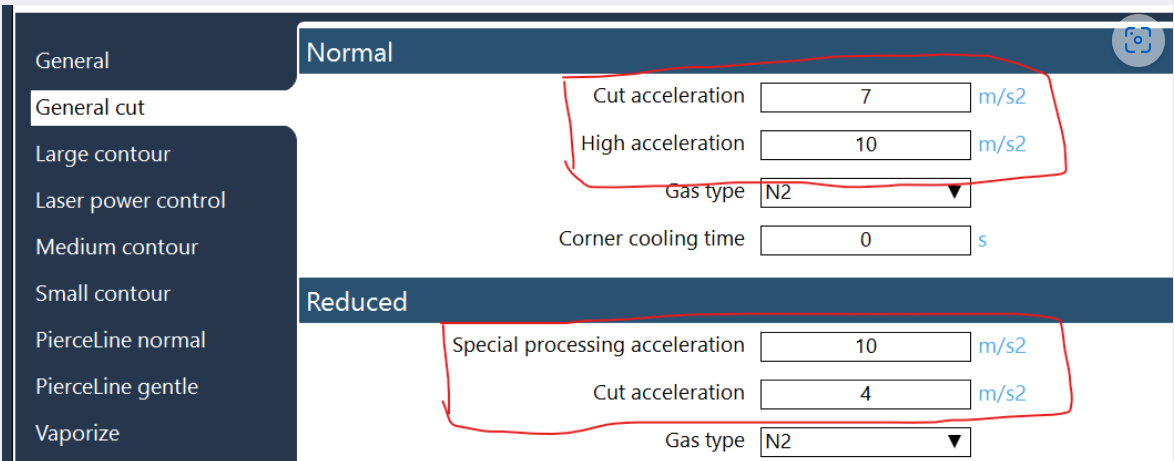 General
General cut
Large contour
Laser power control
Medium contour
Small contour
PierceLine normal
PierceLine gentle
Vaporize
Normal
Cut acceleration 7 m/s2
High acceleration 10 m/s2
Gas type N2
Corner cooling time 0 s
Reduced
Special processing acceleration 10 m/s2
Cut acceleration 4 m/s2
Gas type N2